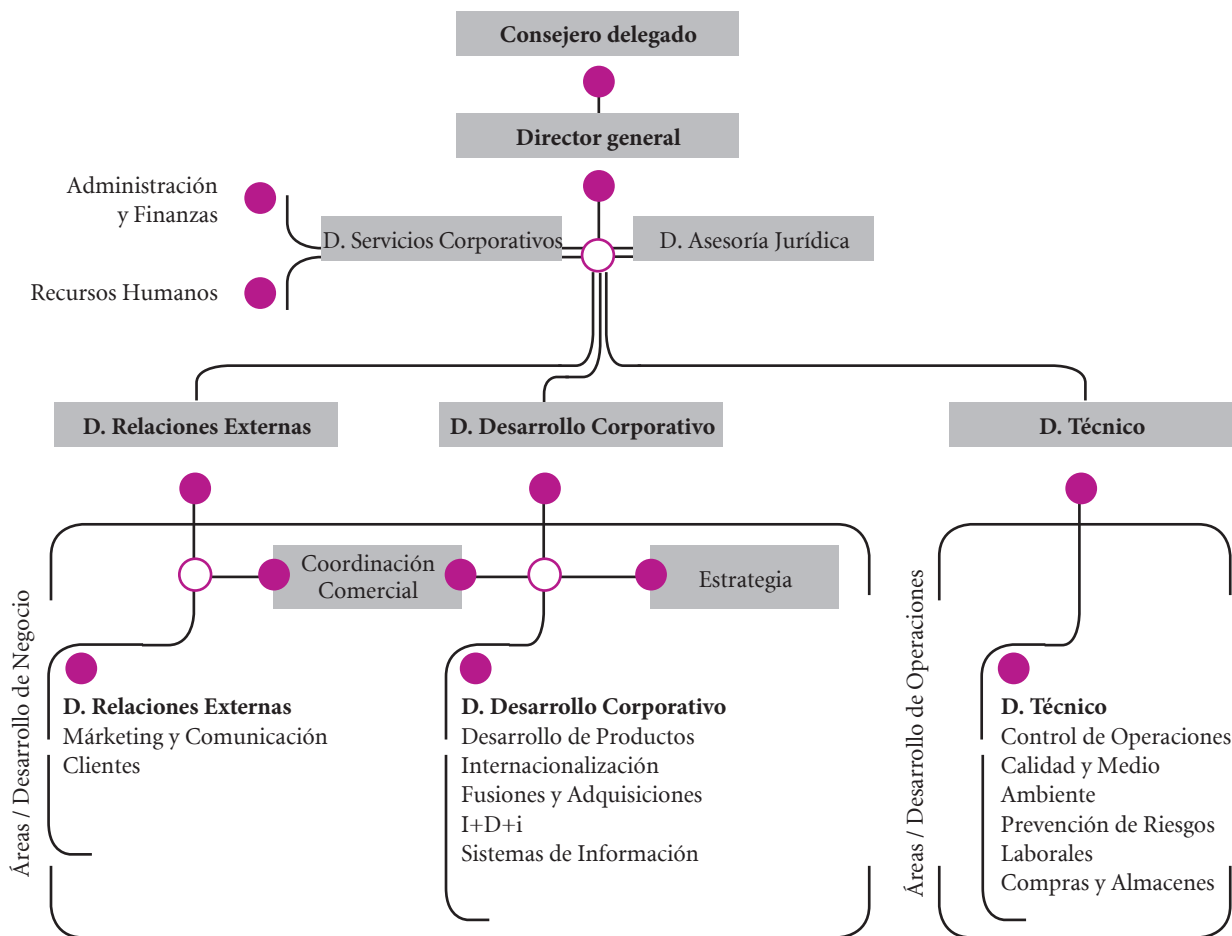 Consejero delegado
Director general
Administración
y Finanzas
D. Servicios Corporativos
D. Asesoría Jurídica
Recursos Humanos
D. Relaciones Externas
D. Desarrollo Corporativo
D. Técnico
Áreas / Desarrollo de Negocio
Coordinación
Comercial
Estrategia
D. Relaciones Externas
Márketing y Comunicación
Clientes
D. Desarrollo Corporativo
Desarrollo de Productos
Internacionalización
Fusiones y Adquisiciones
I+D+i
Sistemas de Información
Áreas / Desarrollo de Operaciones
D. Técnico
Control de Operaciones
Calidad y Medio
Ambiente
Prevención de Riesgos
Laborales
Compras y Almacenes